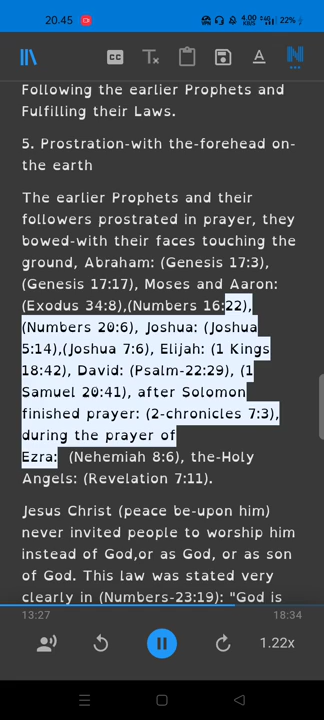 20.45
4.00
KB/S
22%
CC
T
A
N
Following the earlier Prophets and
Fulfilling their Laws.
5. Prostration-with the-forehead on-
the earth
The earlier Prophets and their
followers prostrated in prayer, they
bowed-with their faces touching the
ground, Abraham: (Genesis 17:3),
(Genesis 17:17), Moses and Aaron:
(Exodus 34:8),(Numbers 16:22),
(Numbers 20:6), Joshua: (Joshua
5:14),(Joshua 7:6), Elijah: (1 Kings
18:42), David: (Psalm-22:29), (1
Samuel 20:41), after Solomon
finished prayer: (2-chronicles 7:3),
during the prayer of
Ezra: (Nehemiah 8:6), the-Holy
Angels: (Revelation 7:11).
Jesus Christ (peace be-upon him)
never invited people to worship him
instead of God,or as God, or as son
of God. This law was stated very
clearly in (Numbers-23:19): "God is
13:27
18:34
1.22x